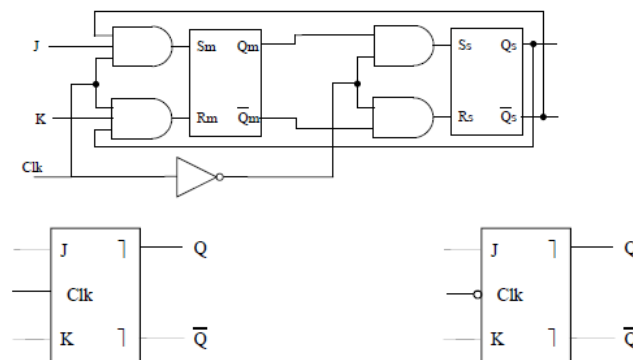 J Sm Qm Ss Qs
K Rm Q̅m Rs Q̅s
Clk
J ┐ Q
Clk
K ┐ Q̅
J ┐ Q
Clk
K ┐ Q̅